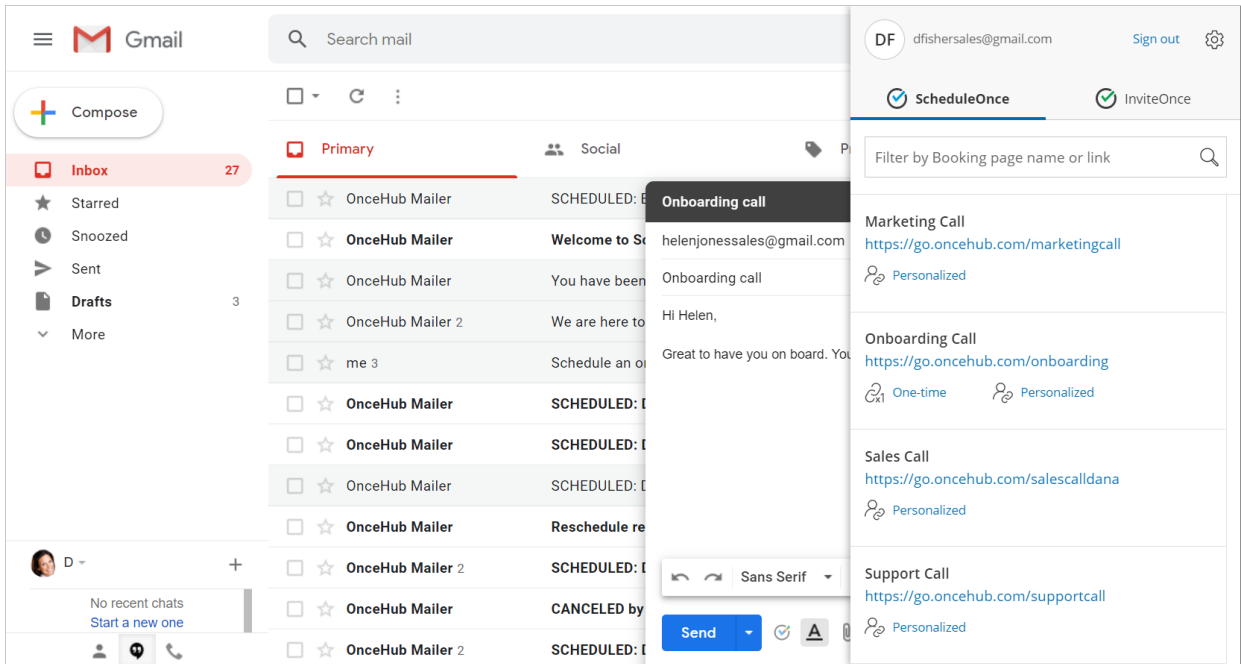 Gmail
Search mail
Compose
Inbox 27
Starred
Snoozed
Sent
Drafts 3
More
D
No recent chats
Start a new one
Primary
Social
OnceHub Mailer SCHEDULED:
OnceHub Mailer Welcome to
OnceHub Mailer You have been
OnceHub Mailer 2 We are here to
me 3 Schedule an
OnceHub Mailer SCHEDULED:
OnceHub Mailer SCHEDULED:
OnceHub Mailer SCHEDULED:
OnceHub Mailer Reschedule
OnceHub Mailer 2 SCHEDULED:
OnceHub Mailer CANCELED by
OnceHub Mailer 2 SCHEDULED:
Onboarding call
helenjonessales@gmail.com
Onboarding call
Hi Helen,
Great to have you on board.
Sans Serif
Send
A
DF dfishersales@gmail.com Sign out
ScheduleOnce InviteOnce
Filter by Booking page name or link
Marketing Call
https://go.oncehub.com/marketingcall
Personalized
Onboarding Call
https://go.oncehub.com/onboarding
x1 One-time Personalized
Sales Call
https://go.oncehub.com/salescalldana
Personalized
Support Call
https://go.oncehub.com/supportcall
Personalized